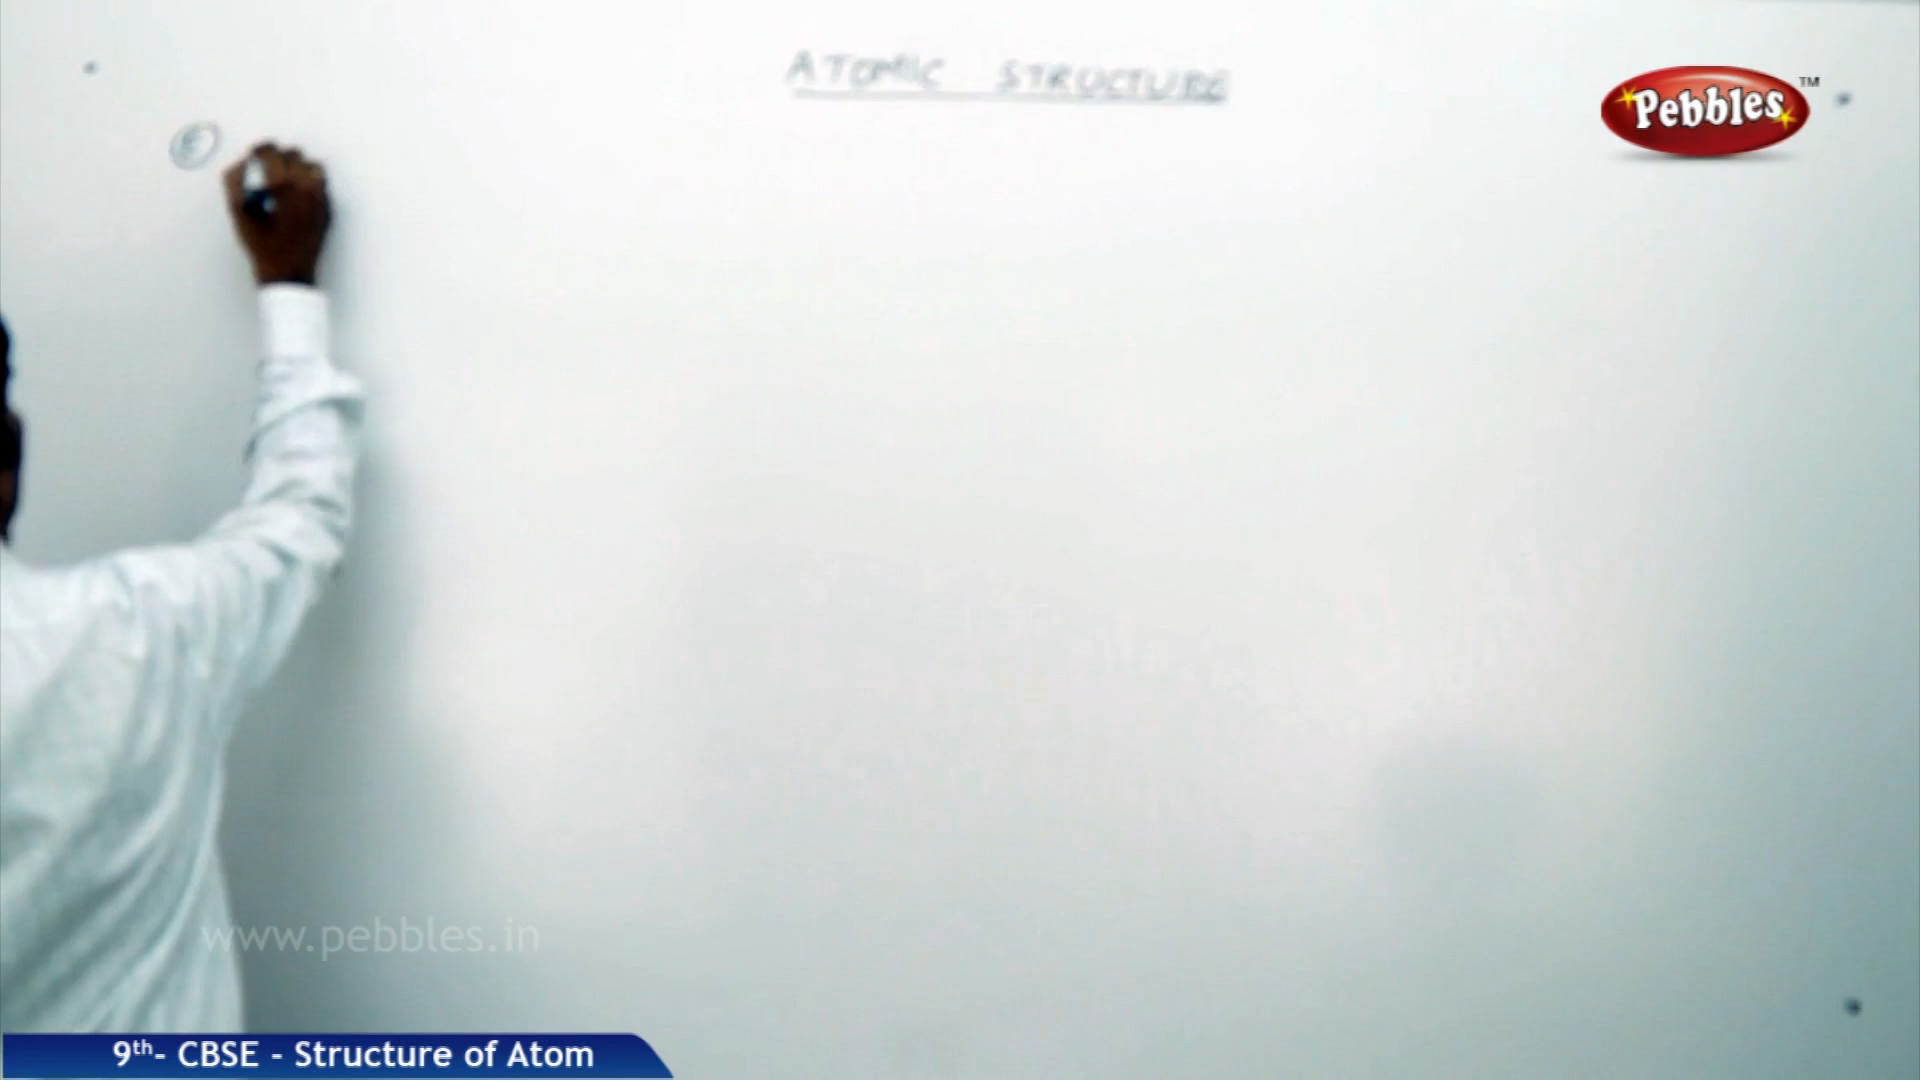 ATOMIC STRUCTURE
Pebbles TM
www.pebbles.in
9th- CBSE - Structure of Atom